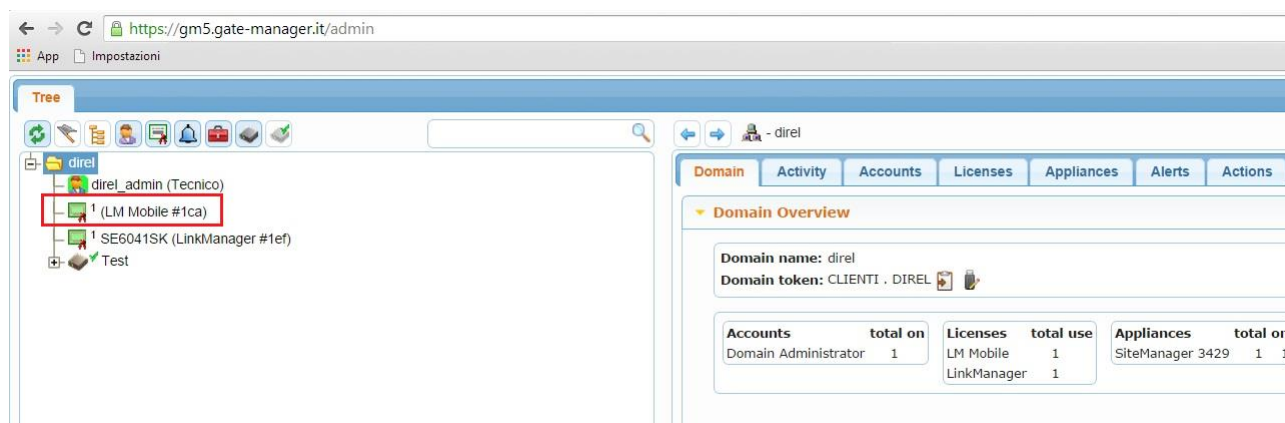 https://gm5.gate-manager.it/admin
App Impostazioni
Tree
- direl
direl
direl_admin (Tecnico)
1 (LM Mobile #1ca)
1 SE6041SK (LinkManager #1ef)
Test
Domain Activity Accounts Licenses Appliances Alerts Actions
Domain Overview
Domain name: direl
Domain token: CLIENTI . DIREL
Accounts total on Licenses total use Appliances total on
Domain Administrator 1 LM Mobile 1 SiteManager 3429 1 1
LinkManager 1